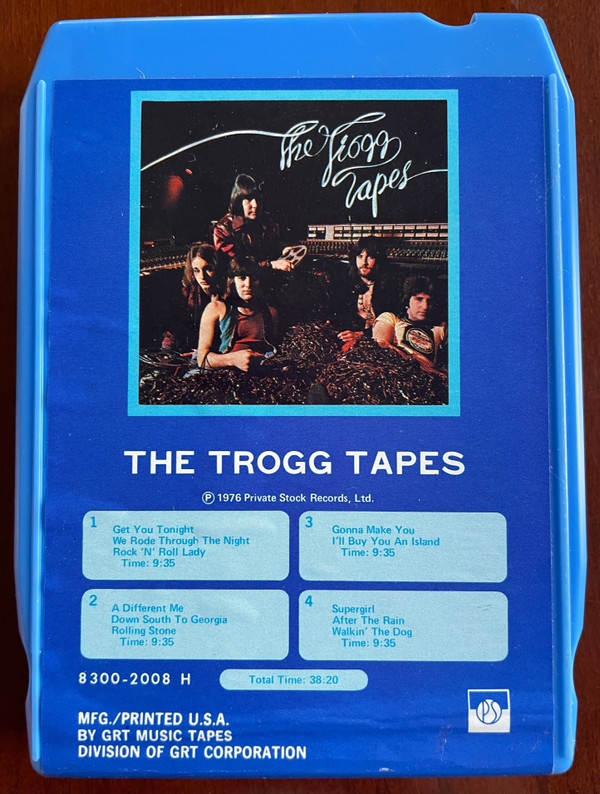 The Trogg
Tapes
THE TROGG TAPES
℗ 1976 Private Stock Records, Ltd.
1
Get You Tonight
We Rode Through The Night
Rock 'N' Roll Lady
Time: 9:35
2
A Different Me
Down South To Georgia
Rolling Stone
Time: 9:35
3
Gonna Make You
I'll Buy You An Island
Time: 9:35
4
Supergirl
After The Rain
Walkin' The Dog
Time: 9:35
8300-2008 H
Total Time: 38:20
PS
MFG./PRINTED U.S.A.
BY GRT MUSIC TAPES
DIVISION OF GRT CORPORATION